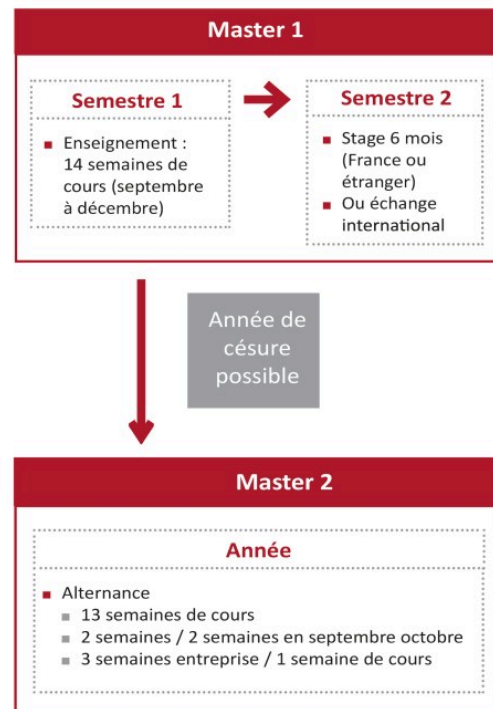 Master 1
Semestre 1
Enseignement :
14 semaines de
cours (septembre
à décembre)
Semestre 2
Stage 6 mois
(France ou
étranger)
Ou échange
international
Année de
césure
possible
Master 2
Année
Alternance
13 semaines de cours
2 semaines / 2 semaines en septembre octobre
3 semaines entreprise / 1 semaine de cours